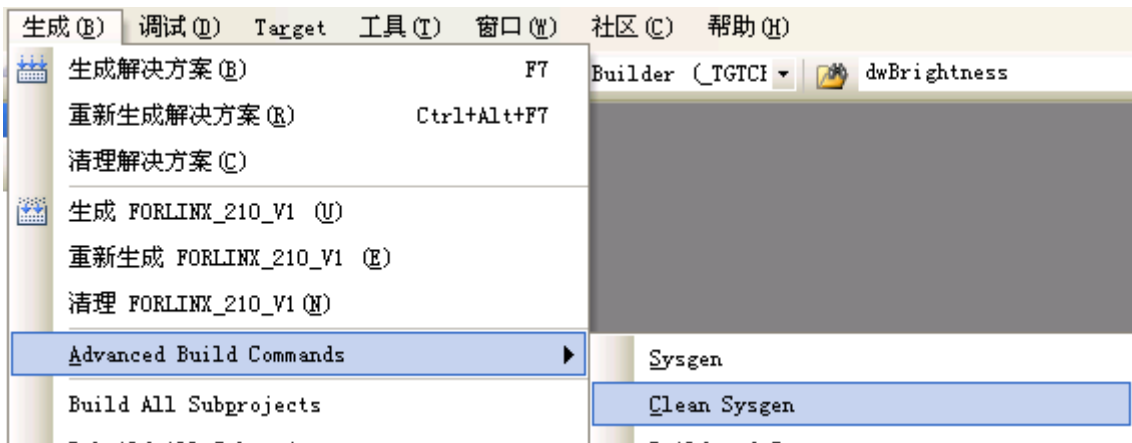 生成(B) 调试(D) Target 工具(T) 窗口(W) 社区(C) 帮助(H)
生成解决方案(B) F7
Builder (_TGTCI dwBrightness
重新生成解决方案(R) Ctrl+Alt+F7
清理解决方案(C)
生成 FORLINX_210_V1 (U)
重新生成 FORLINX_210_V1 (E)
清理 FORLINX_210_V1(N)
Advanced Build Commands
Sysgen
Build All Subprojects
Clean Sysgen